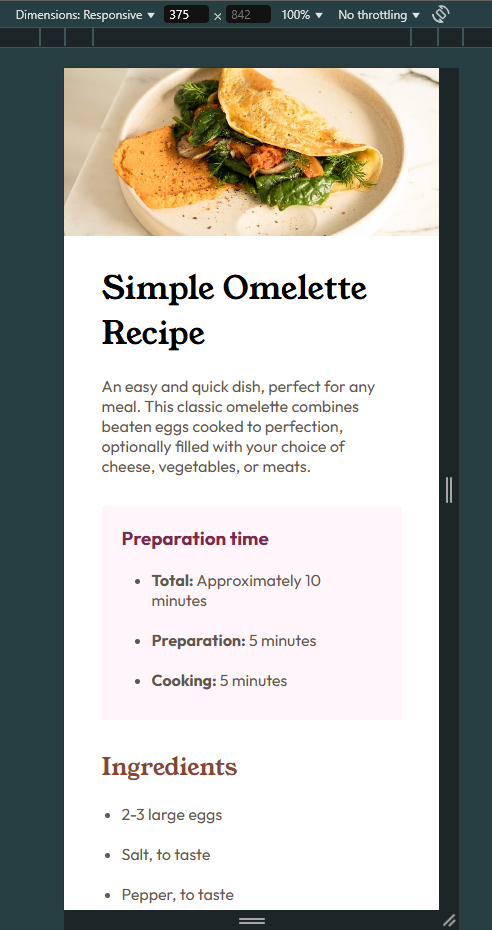 Dimensions: Responsive ▼ 375 × 842 100% ▼ No throttling ▼
Simple Omelette
Recipe
An easy and quick dish, perfect for any
meal. This classic omelette combines
beaten eggs cooked to perfection,
optionally filled with your choice of
cheese, vegetables, or meats.
Preparation time
• Total: Approximately 10
minutes
• Preparation: 5 minutes
• Cooking: 5 minutes
Ingredients
• 2-3 large eggs
• Salt, to taste
• Pepper, to taste